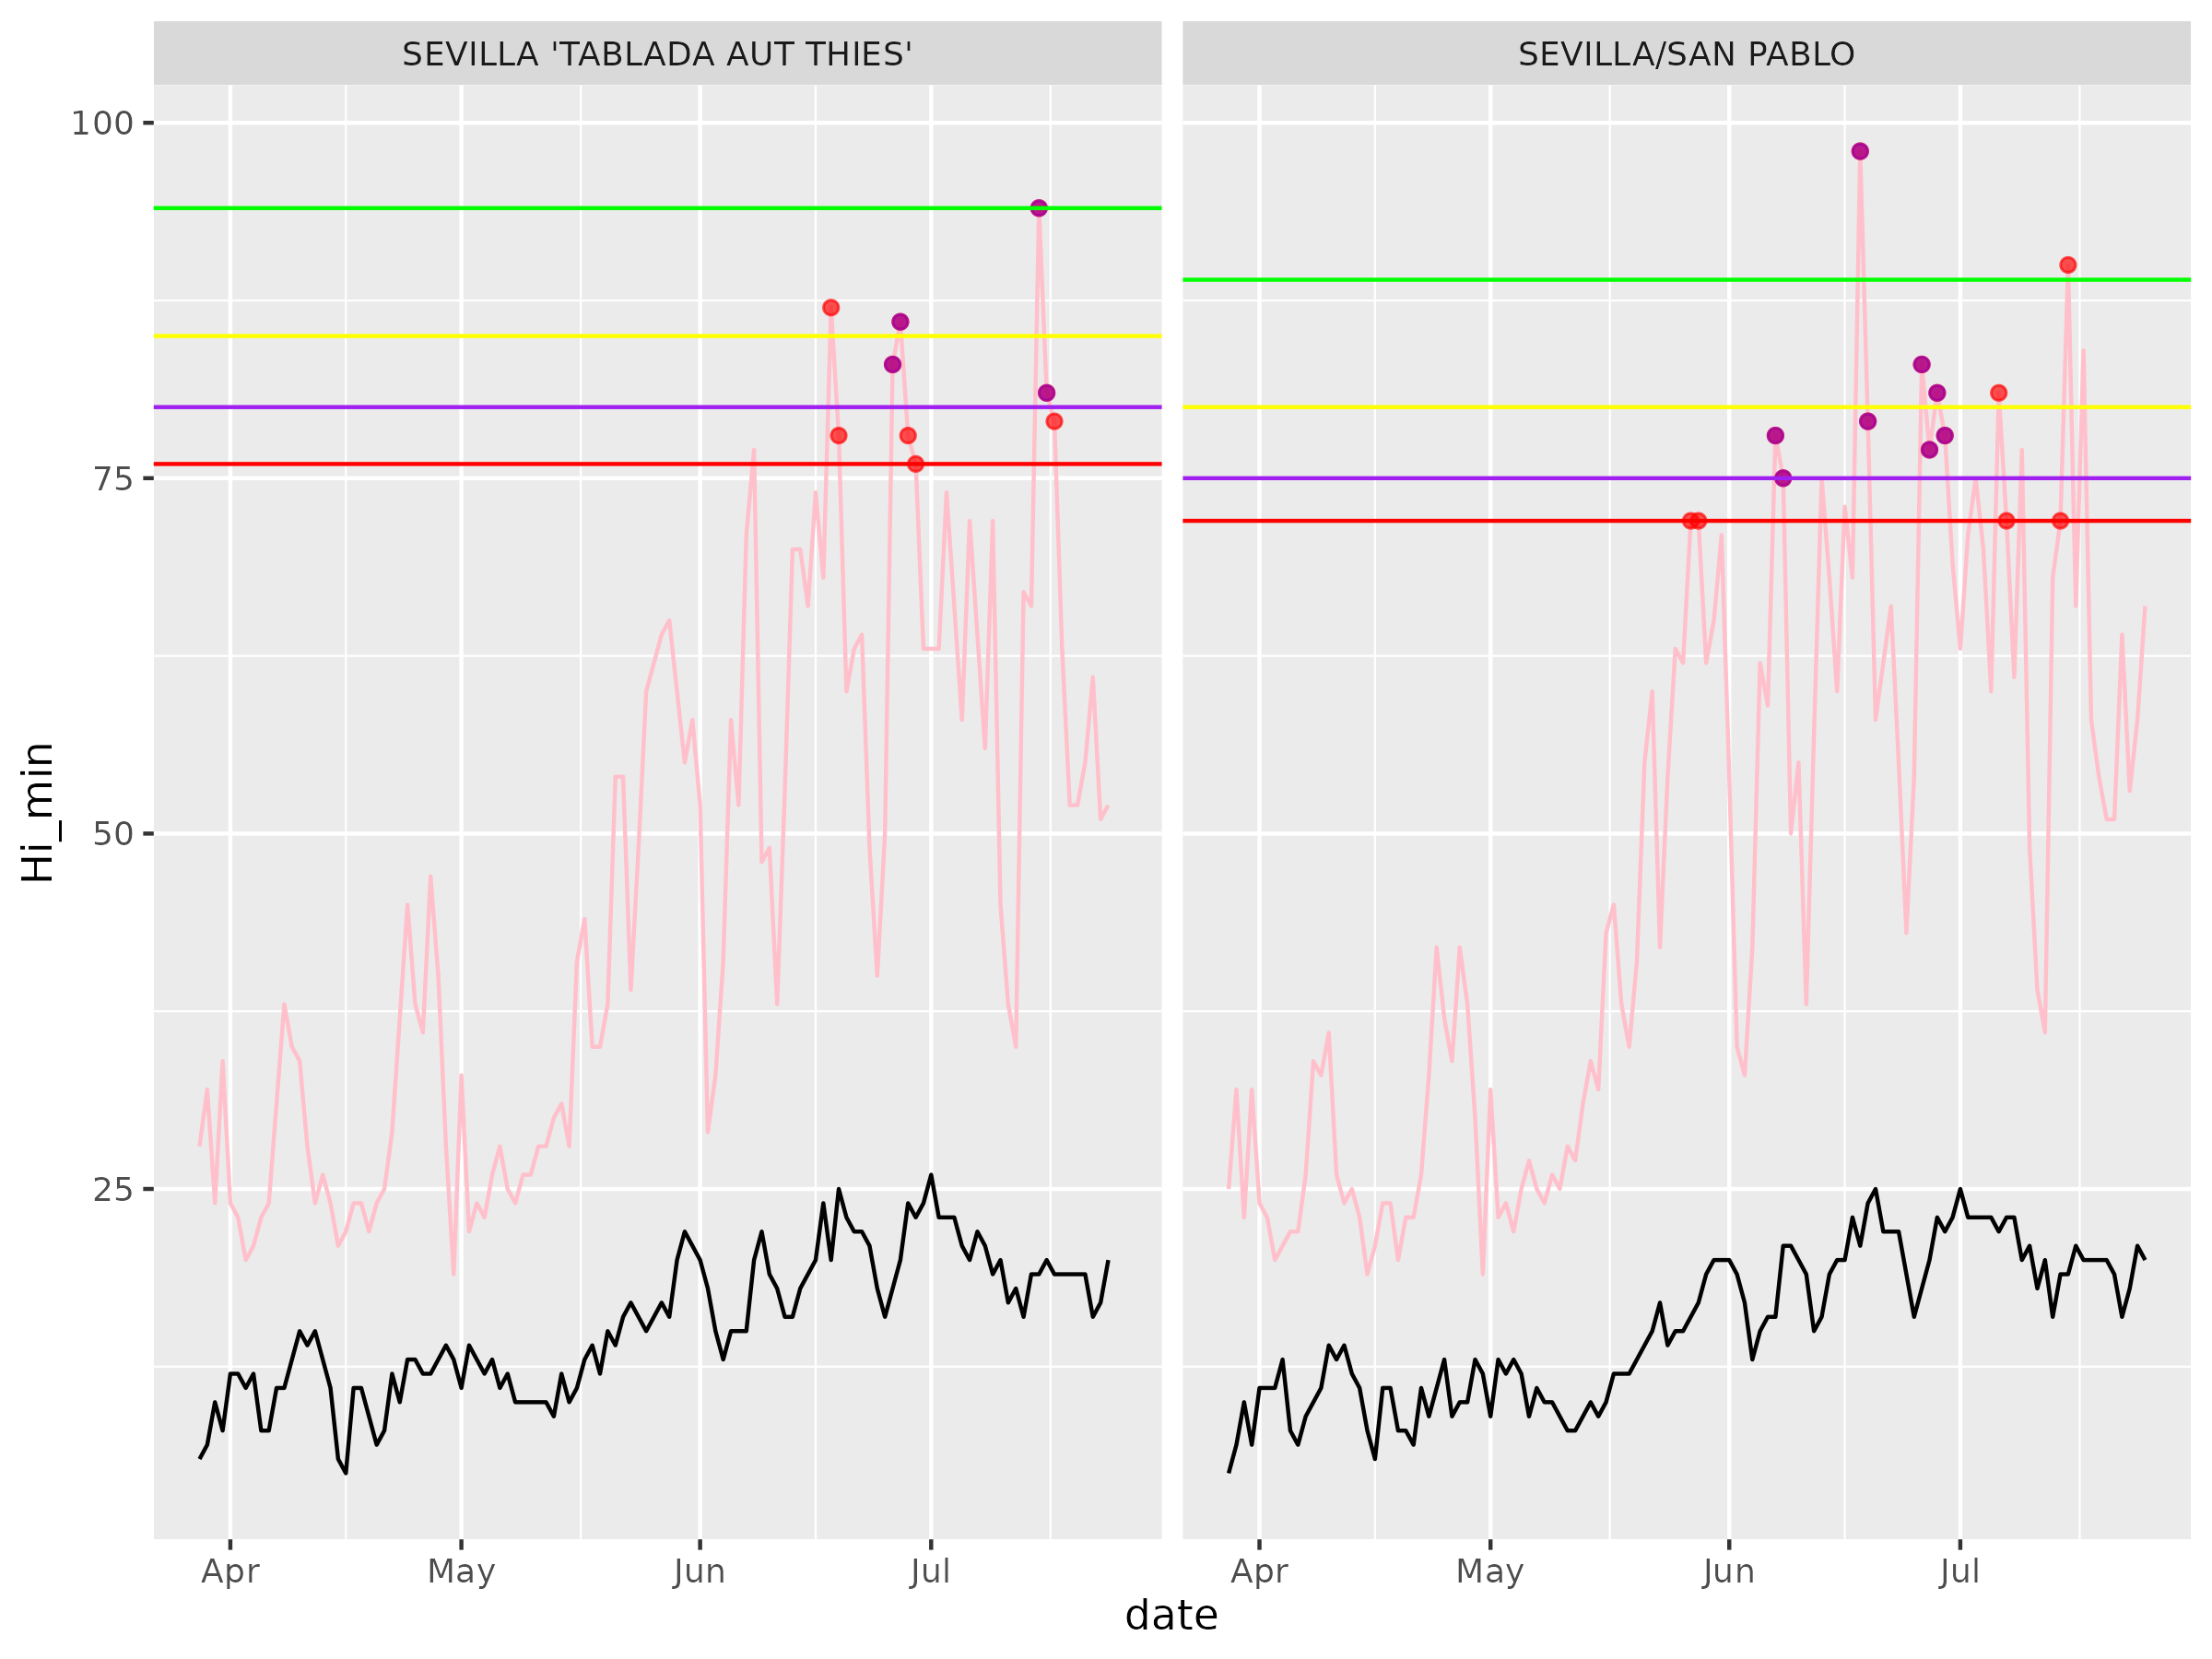 SEVILLA 'TABLADA AUT THIES'
SEVILLA/SAN PABLO
100
75
50
25
Hi_min
Apr May Jun Jul
Apr May Jun Jul
date